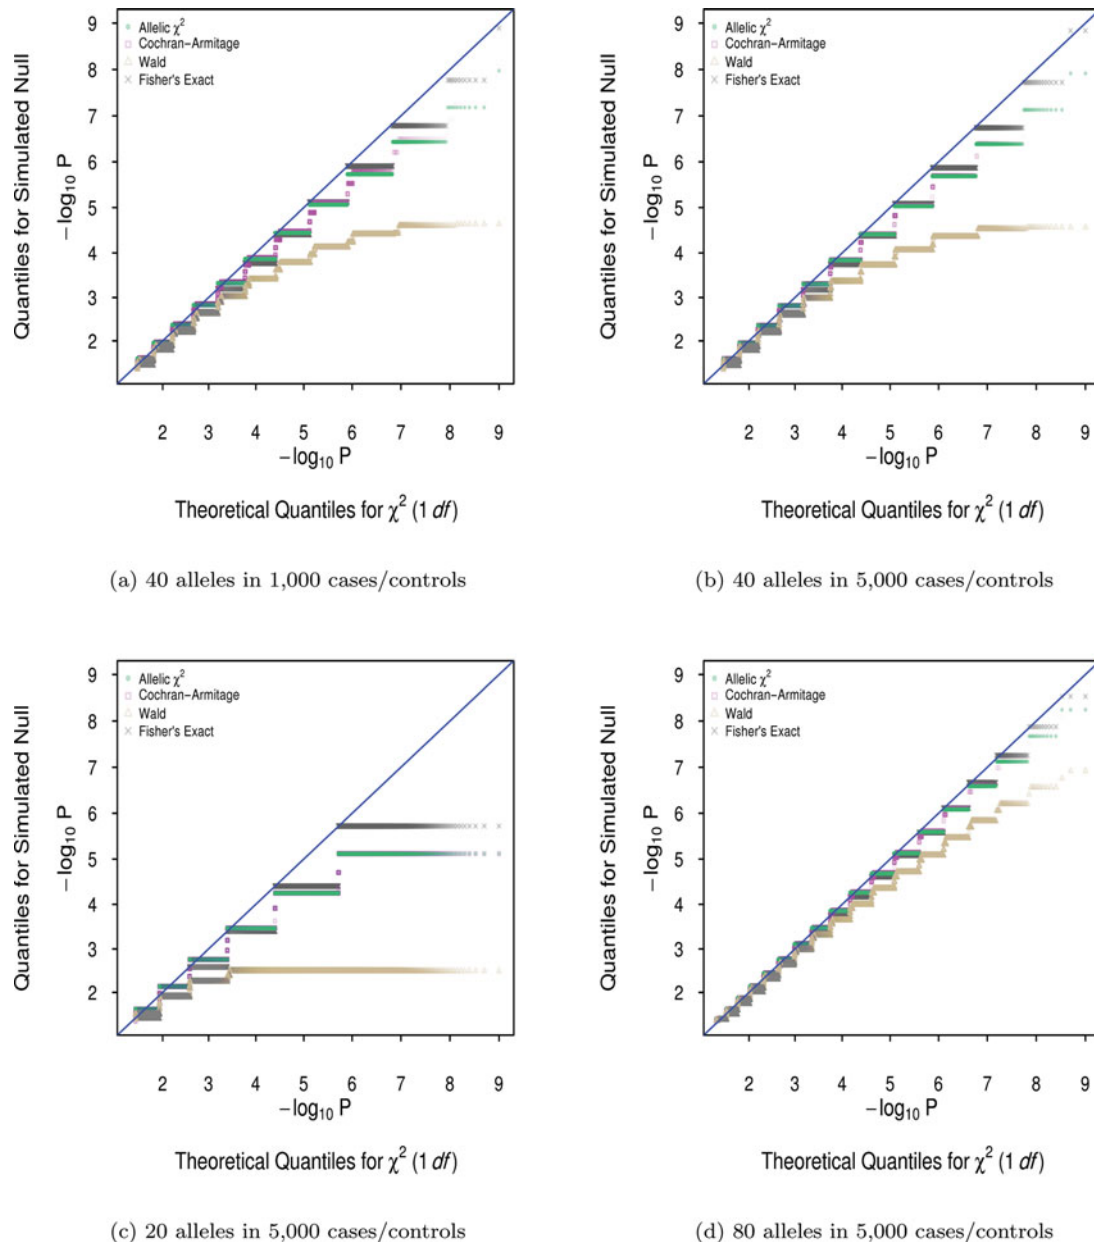 Quantiles for Simulated Null
−log10 P
9
8
7
6
5
4
3
2
Allelic χ2
Cochran−Armitage
Wald
Fisher's Exact
2 3 4 5 6 7 8 9
−log10 P
Theoretical Quantiles for χ2 (1 df)
(a) 40 alleles in 1,000 cases/controls
Quantiles for Simulated Null
−log10 P
9
8
7
6
5
4
3
2
Allelic χ2
Cochran−Armitage
Wald
Fisher's Exact
2 3 4 5 6 7 8 9
−log10 P
Theoretical Quantiles for χ2 (1 df)
(b) 40 alleles in 5,000 cases/controls
Quantiles for Simulated Null
−log10 P
9
8
7
6
5
4
3
2
Allelic χ2
Cochran−Armitage
Wald
Fisher's Exact
2 3 4 5 6 7 8 9
−log10 P
Theoretical Quantiles for χ2 (1 df)
(c) 20 alleles in 5,000 cases/controls
Quantiles for Simulated Null
−log10 P
9
8
7
6
5
4
3
2
Allelic χ2
Cochran−Armitage
Wald
Fisher's Exact
2 3 4 5 6 7 8 9
−log10 P
Theoretical Quantiles for χ2 (1 df)
(d) 80 alleles in 5,000 cases/controls